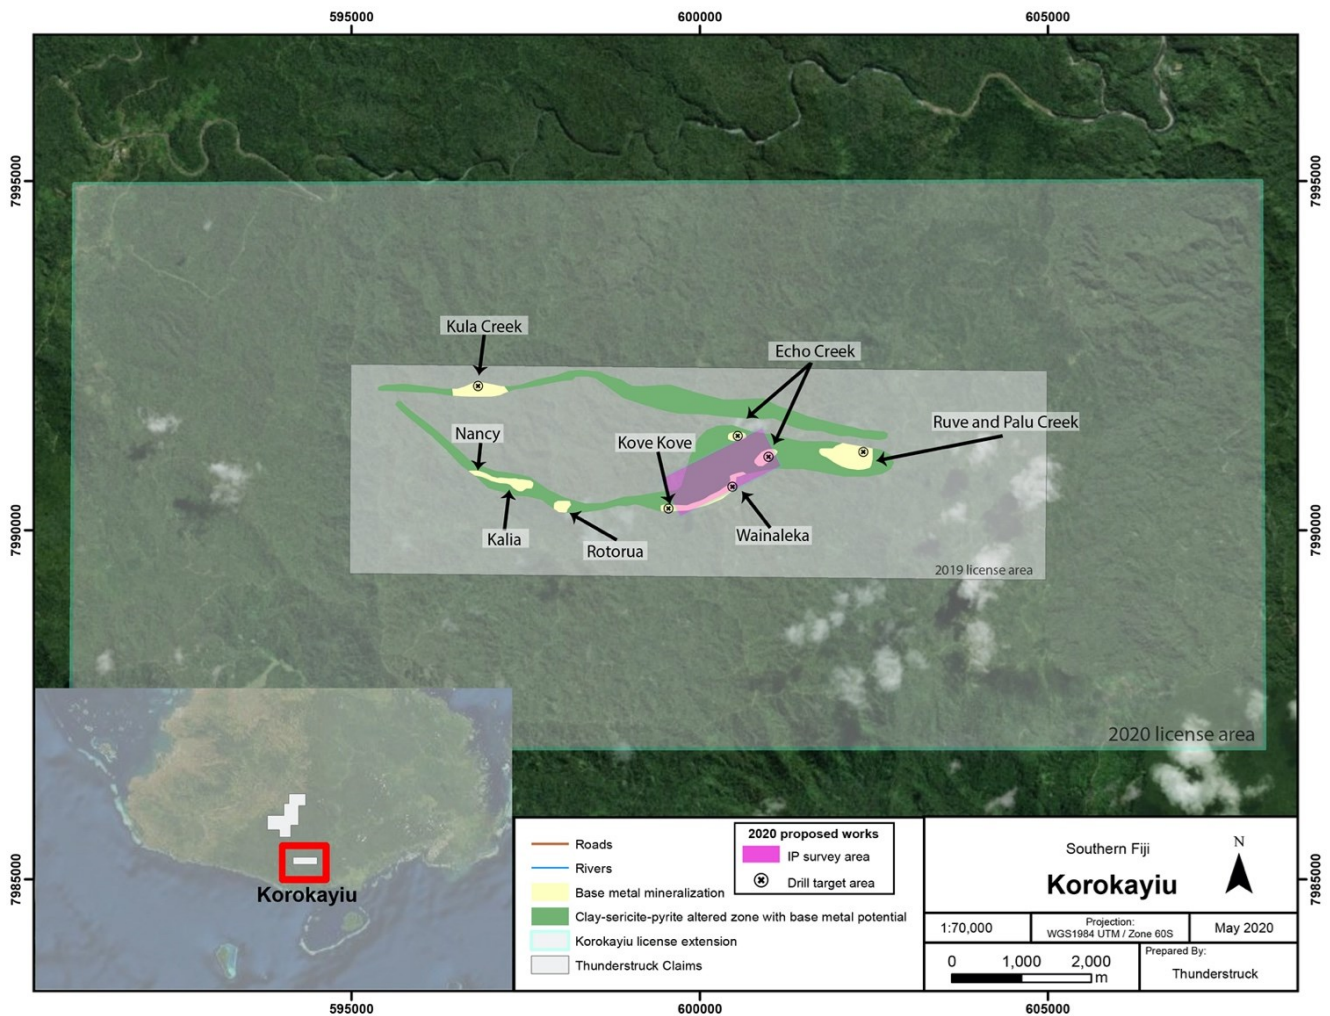 595000
600000
605000
7995000
7995000
Kula Creek
Echo Creek
Ruve and Palu Creek
Nancy
Kove Kove
Kalia
Rotorua
Wainaleka
7990000
7990000
2019 license area
2020 license area
Korokayiu
7985000
7985000
Roads
Rivers
Base metal mineralization
Clay-sericite-pyrite altered zone with base metal potential
Korokayiu license extension
Thunderstruck Claims
2020 proposed works
IP survey area
Drill target area
Southern Fiji
Korokayiu
N
1:70,000
Projection:
WGS1984 UTM / Zone 60S
May 2020
0 1,000 2,000
m
Prepared By:
Thunderstruck
595000
600000
605000